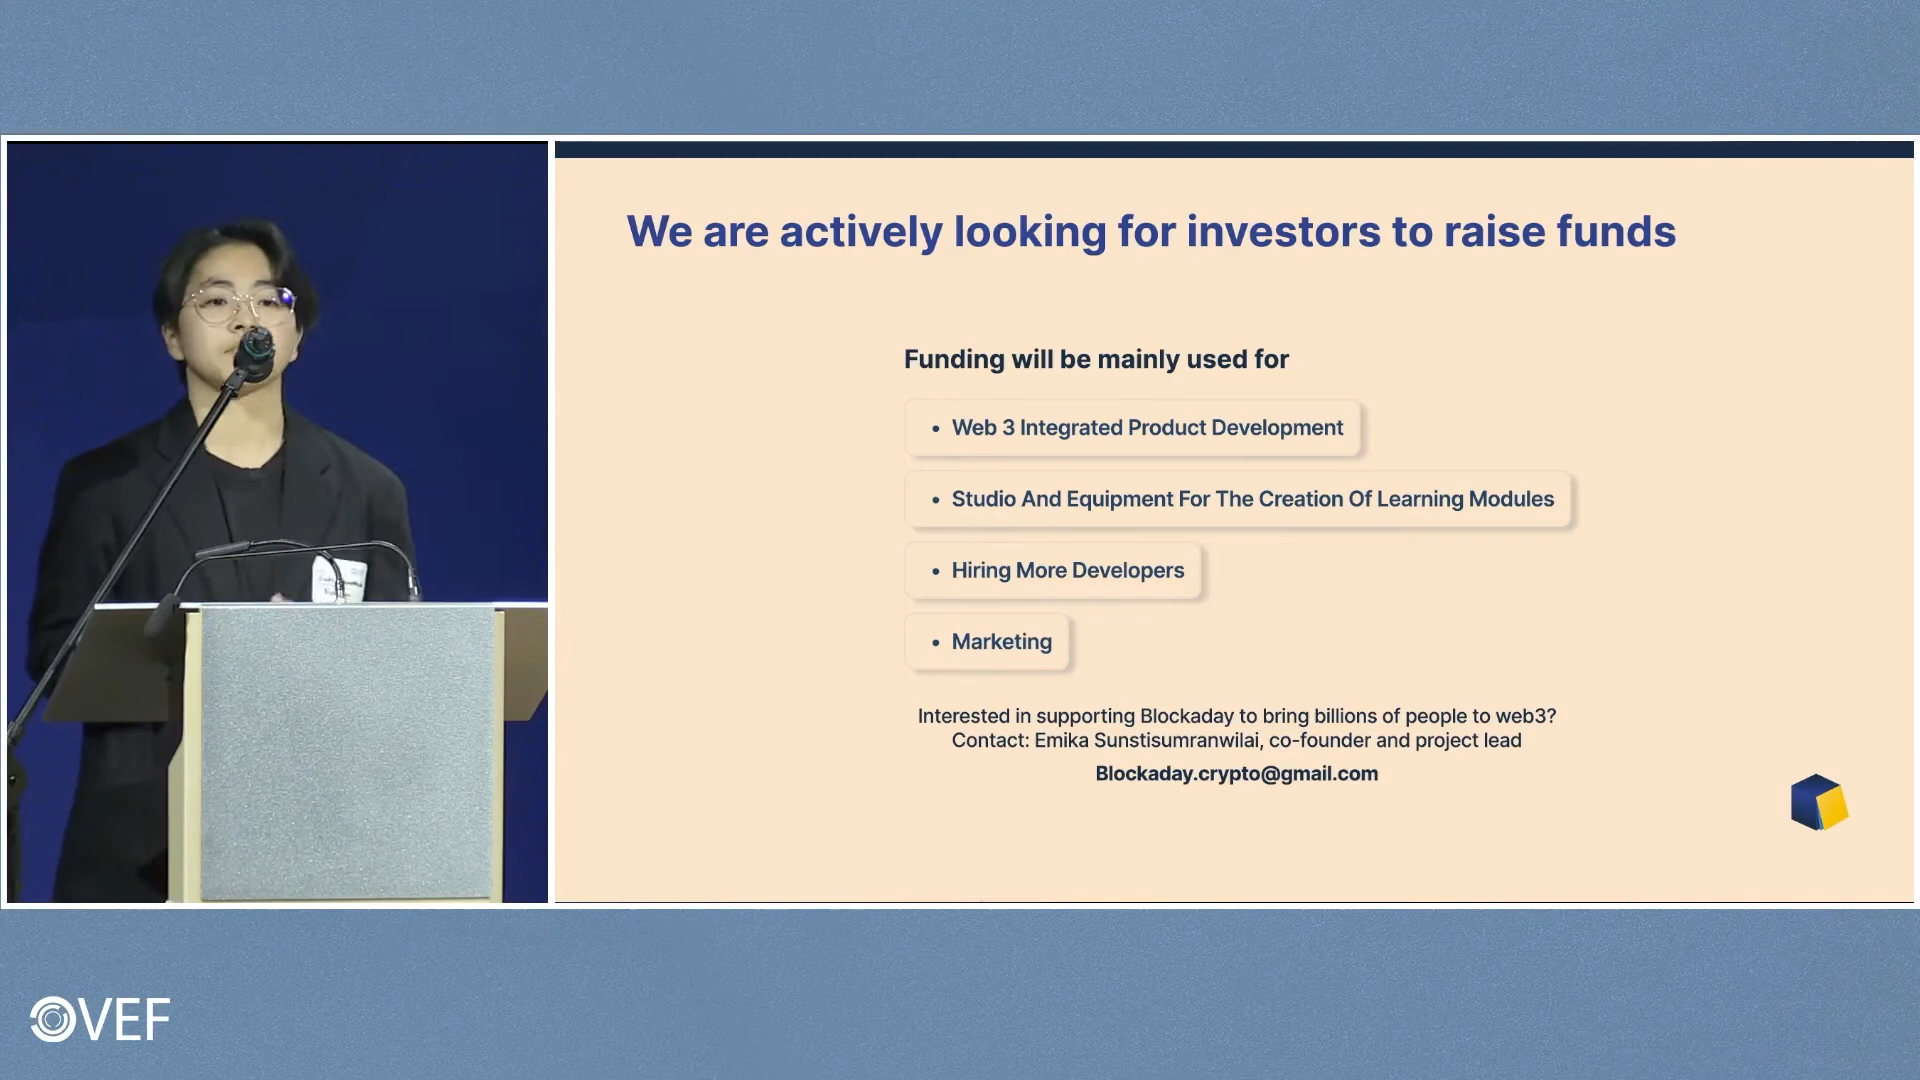 We are actively looking for investors to raise funds
Funding will be mainly used for
• Web 3 Integrated Product Development
• Studio And Equipment For The Creation Of Learning Modules
• Hiring More Developers
• Marketing
Interested in supporting Blockaday to bring billions of people to web3?
Contact: Emika Sunstisumranwilai, co-founder and project lead
Blockaday.crypto@gmail.com
VEF